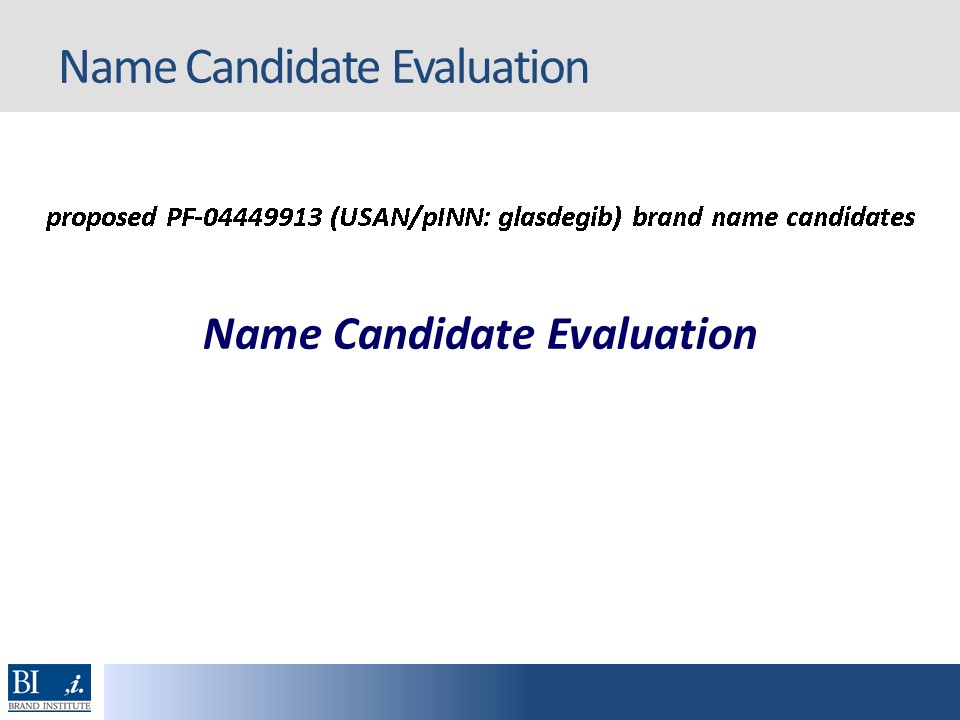 Name Candidate Evaluation
proposed PF-04449913 (USAN/pINN: glasdegib) brand name candidates
Name Candidate Evaluation
BI ,i.
BRAND INSTITUTE